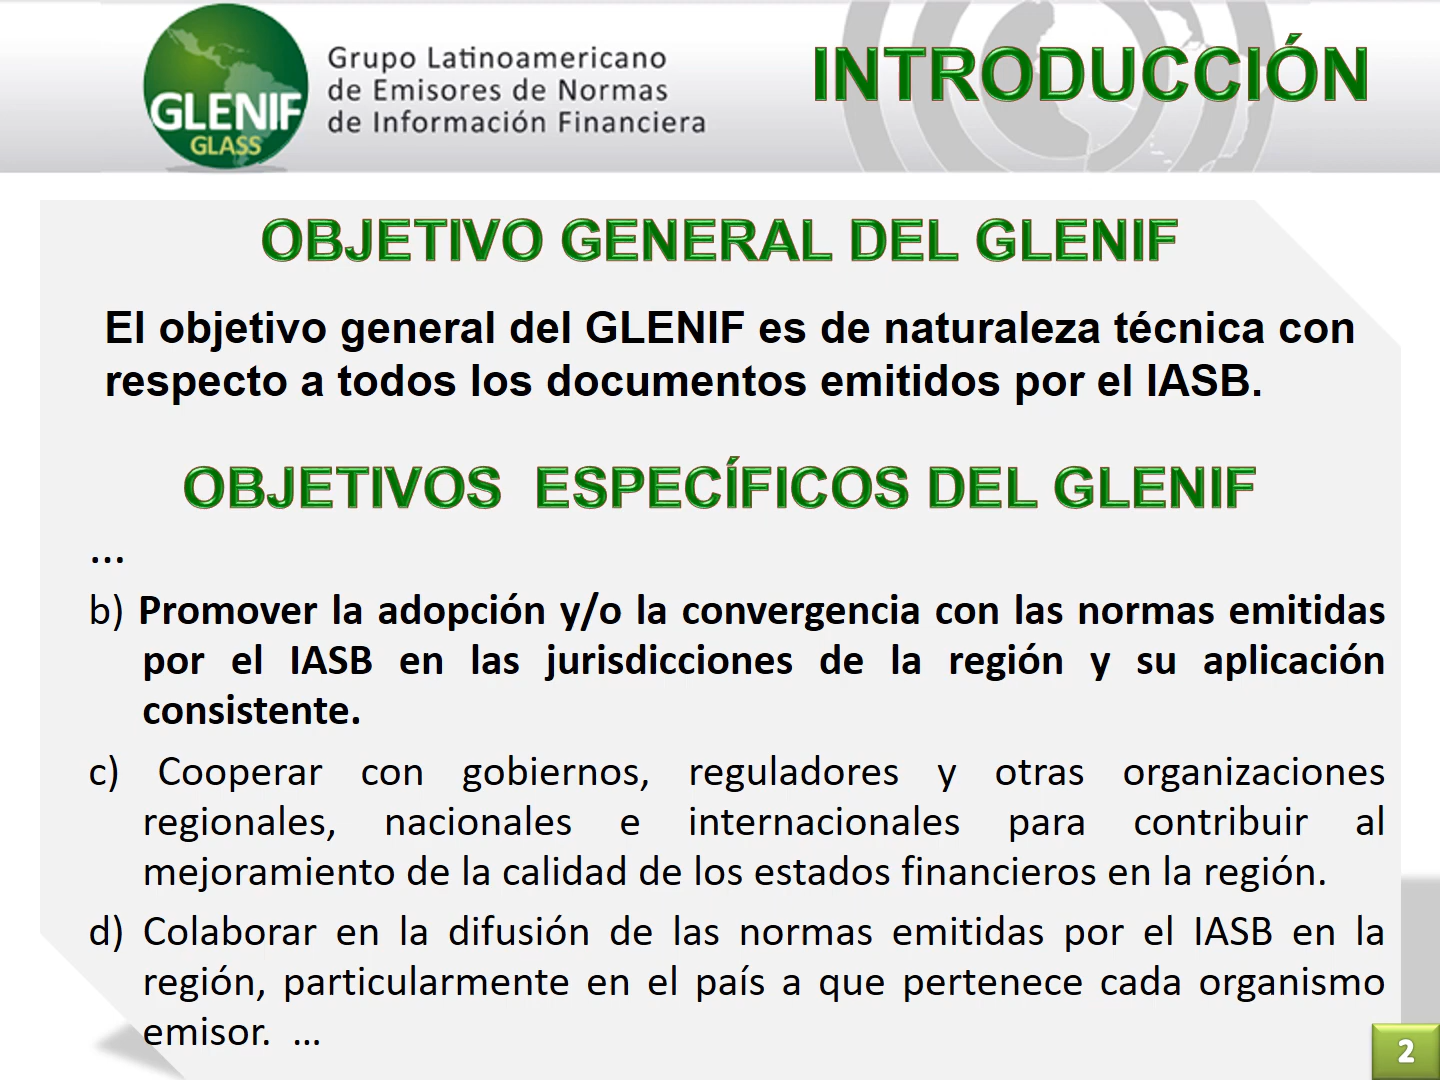 GLENIF
GLASS
Grupo Latinoamericano
de Emisores de Normas
de Información Financiera
INTRODUCCIÓN
OBJETIVO GENERAL DEL GLENIF
El objetivo general del GLENIF es de naturaleza técnica con
respecto a todos los documentos emitidos por el IASB.
OBJETIVOS ESPECÍFICOS DEL GLENIF
...
b) Promover la adopción y/o la convergencia con las normas emitidas
por el IASB en las jurisdicciones de la región y su aplicación
consistente.
c) Cooperar con gobiernos, reguladores y otras organizaciones
regionales, nacionales e internacionales para contribuir al
mejoramiento de la calidad de los estados financieros en la región.
d) Colaborar en la difusión de las normas emitidas por el IASB en la
región, particularmente en el país a que pertenece cada organismo
emisor. ...
2